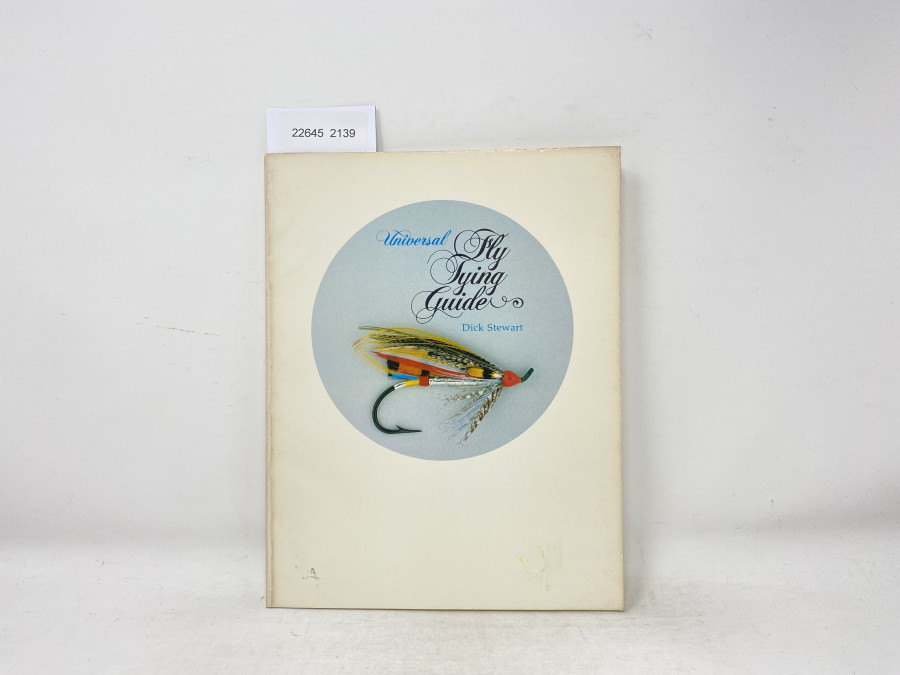 22645 2139
Universal Fly
Tying
Guide
Dick Stewart